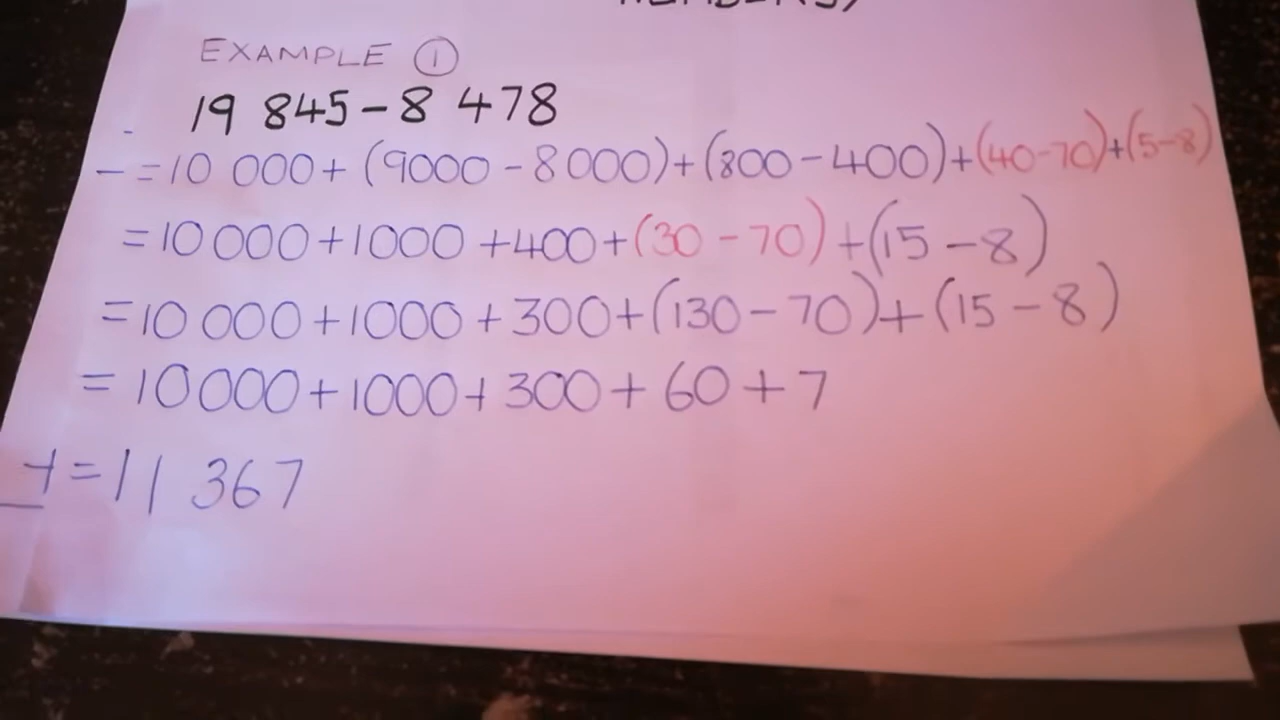 EXAMPLE ①
19 845 - 8 478
- = 10 000 + (9000 - 8000) + (800 - 400) + (40 - 70) + (5 - 8)
= 10 000 + 1000 + 400 + (30 - 70) + (15 - 8)
= 10 000 + 1000 + 300 + (130 - 70) + (15 - 8)
= 10 000 + 1000 + 300 + 60 + 7
= 11 367